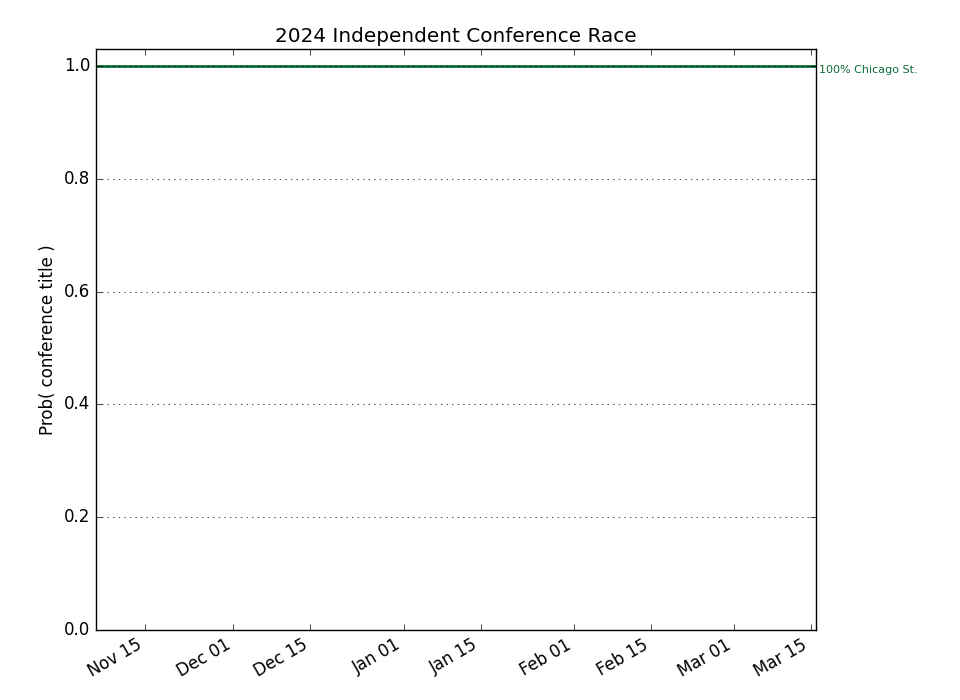 2024 Independent Conference Race
1.0
100% Chicago St.
0.8
0.6
0.4
0.2
0.0
Prob( conference title )
Nov 15
Dec 01
Dec 15
Jan 01
Jan 15
Feb 01
Feb 15
Mar 01
Mar 15